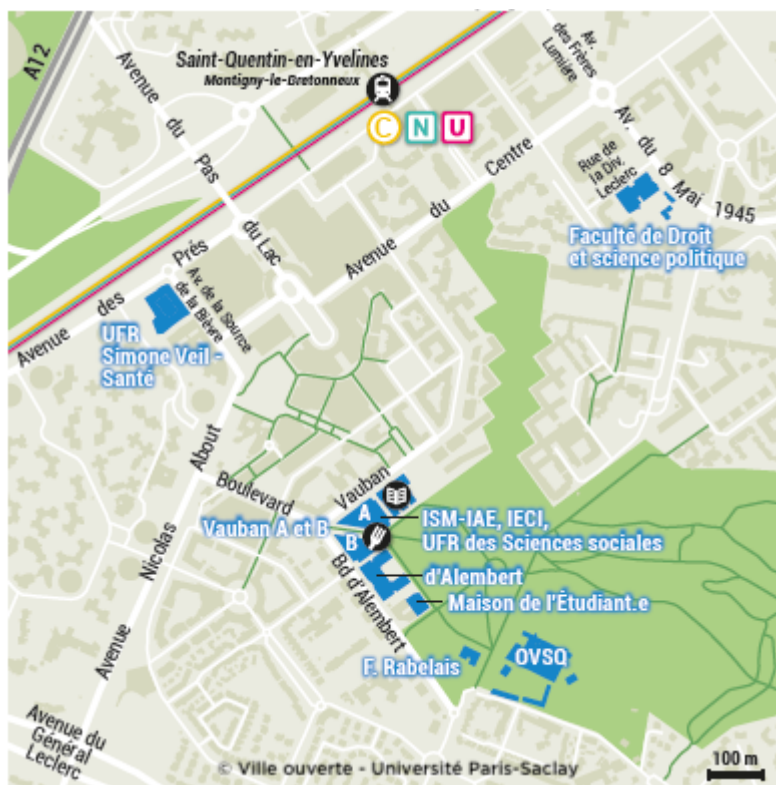 A12
Saint-Quentin-en-Yvelines
Montigny-le-Bretonneux
C N U
Av.
des Frères
Lumière
Avenue du Pas du Lac
Avenue du Centre
Av. du 8 Mai 1945
Rue de
la Div.
Leclerc
Faculté de Droit
et science politique
Avenue des Prés
Av. de la Source
de la Bièvre
UFR
Simone Veil -
Santé
Avenue Nicolas About
Boulevard Vauban
A
Vauban A et B
B
ISM-IAE, IECI,
UFR des Sciences sociales
d'Alembert
Bd d'Alembert
Maison de l'Étudiant.e
F. Rabelais
OVSQ
Avenue du
Général
Leclerc
© Ville ouverte - Université Paris-Saclay
100 m